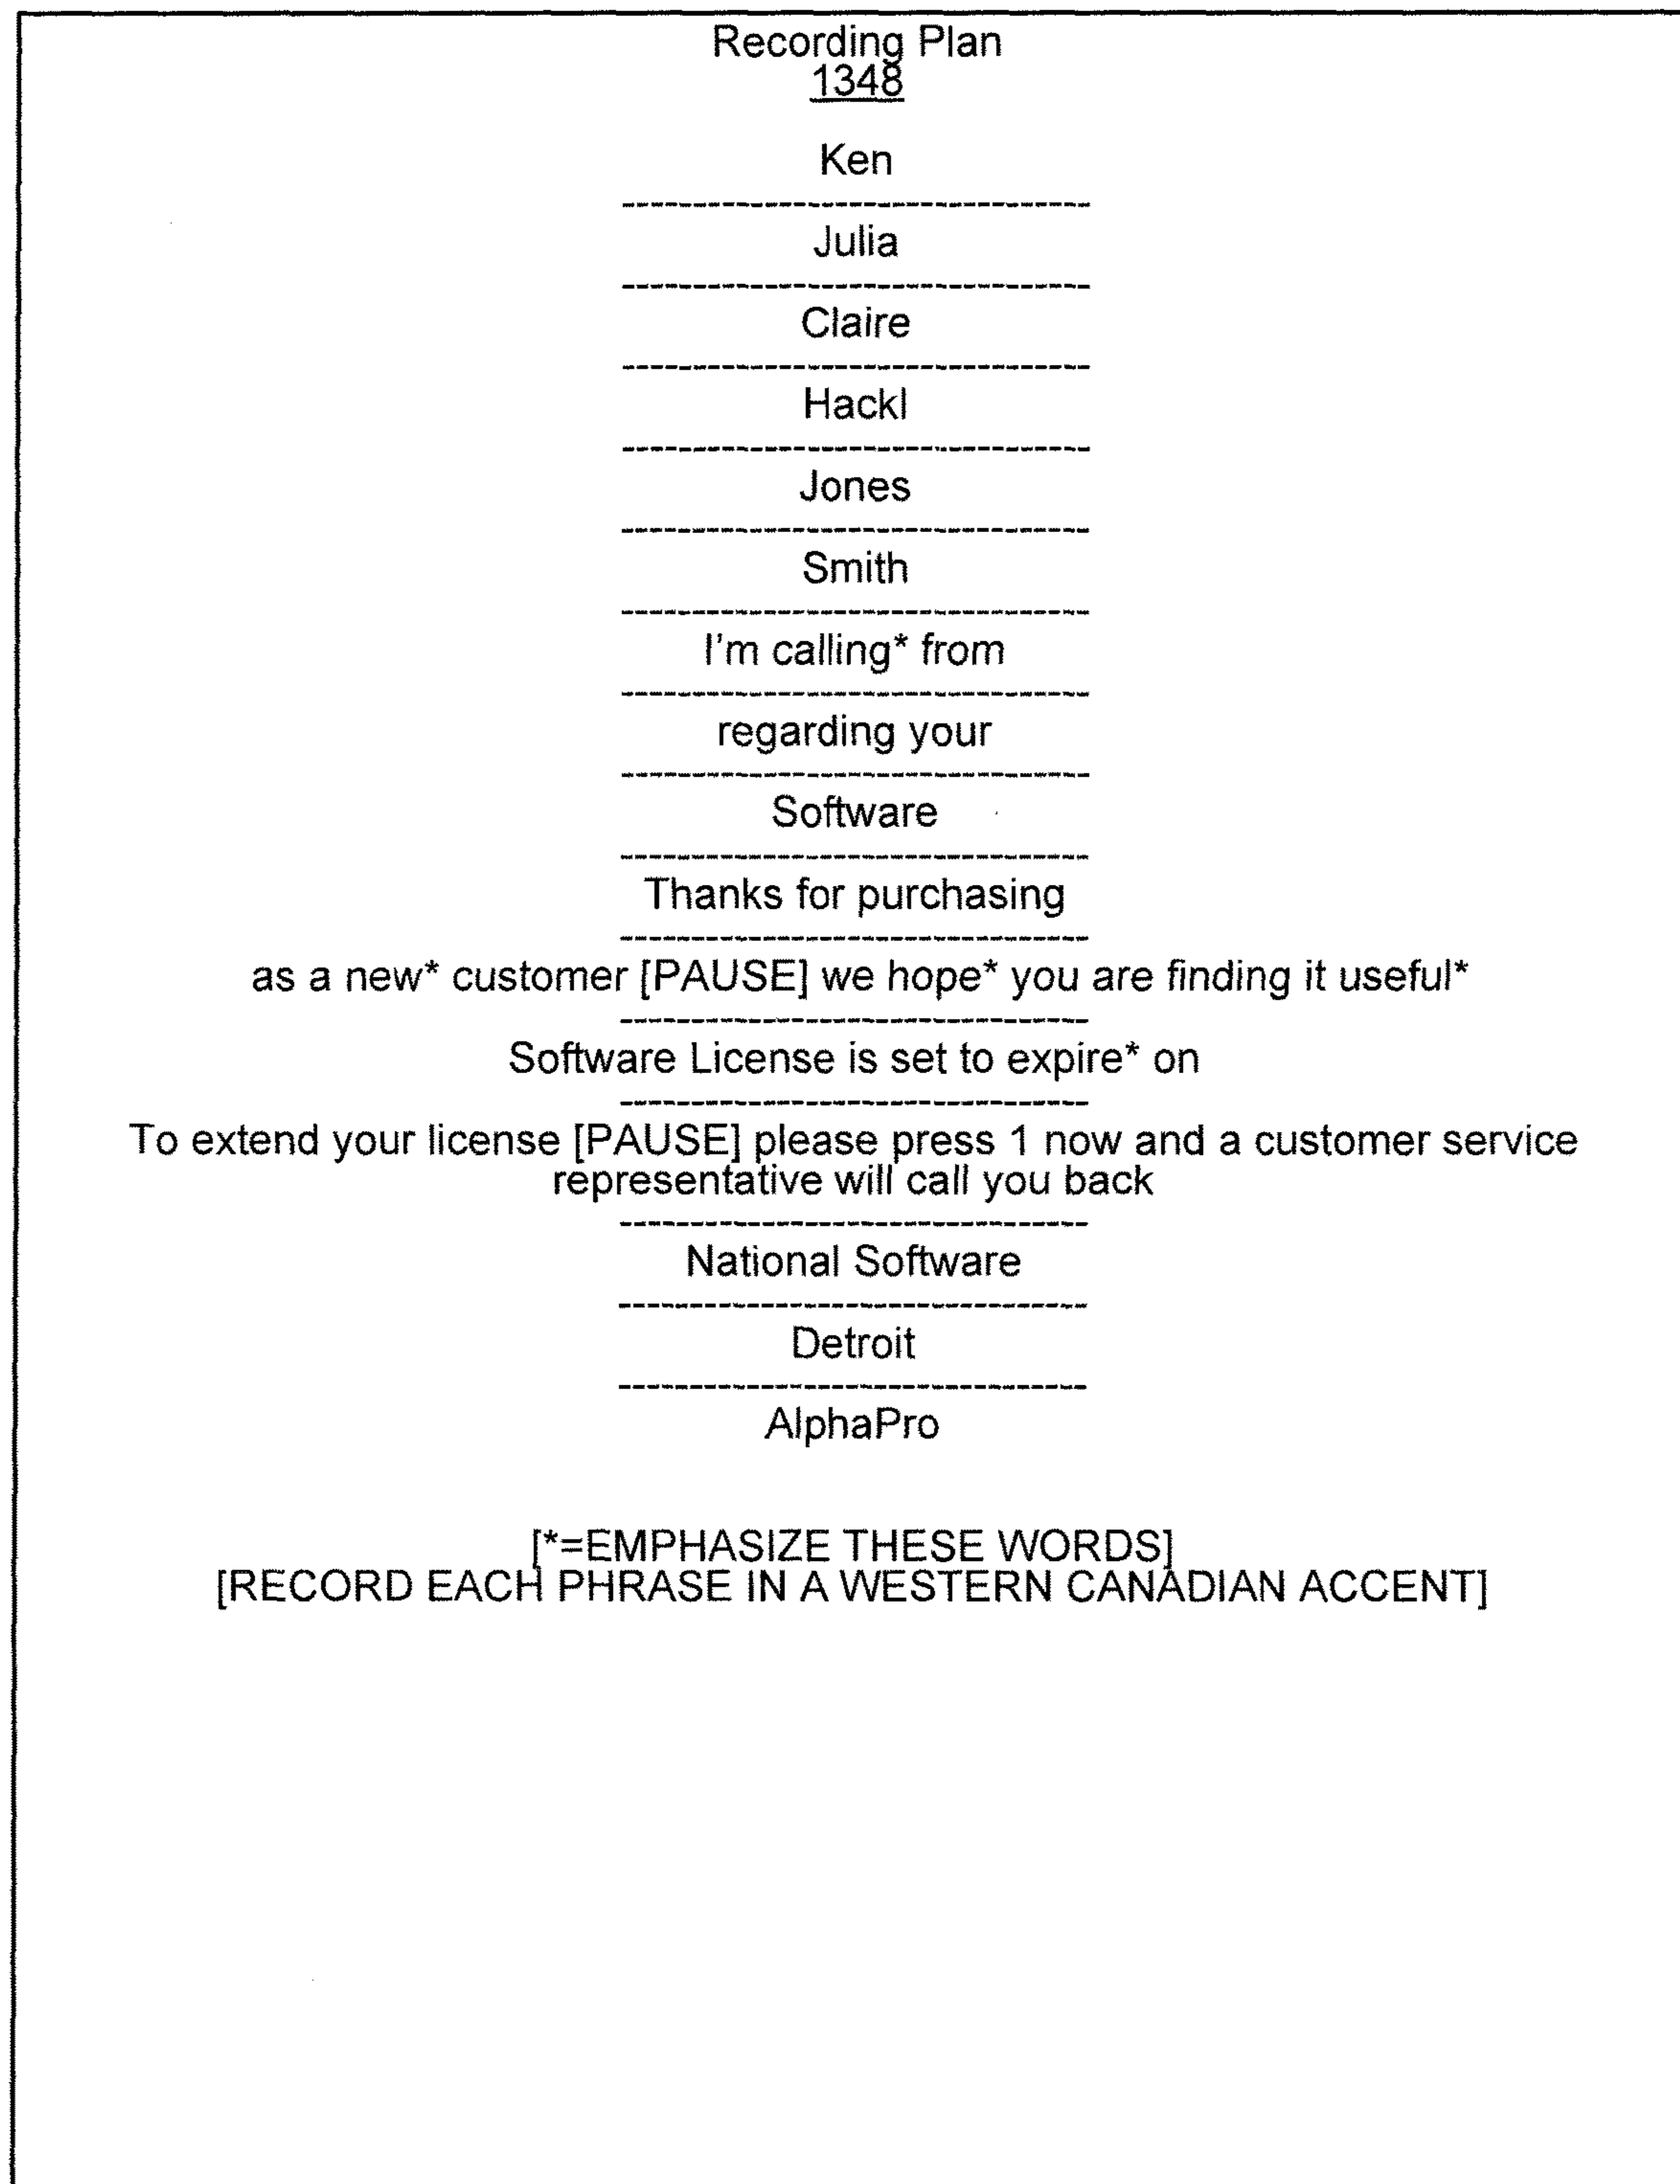 Recording Plan
1348
Ken
---------------------------------
Julia
---------------------------------
Claire
---------------------------------
Hackl
---------------------------------
Jones
---------------------------------
Smith
---------------------------------
I'm calling* from
---------------------------------
regarding your
---------------------------------
Software
---------------------------------
Thanks for purchasing
---------------------------------
as a new* customer [PAUSE] we hope* you are finding it useful*
---------------------------------
Software License is set to expire* on
---------------------------------
To extend your license [PAUSE] please press 1 now and a customer service
representative will call you back
---------------------------------
National Software
---------------------------------
Detroit
---------------------------------
AlphaPro
[*=EMPHASIZE THESE WORDS]
[RECORD EACH PHRASE IN A WESTERN CANADIAN ACCENT]